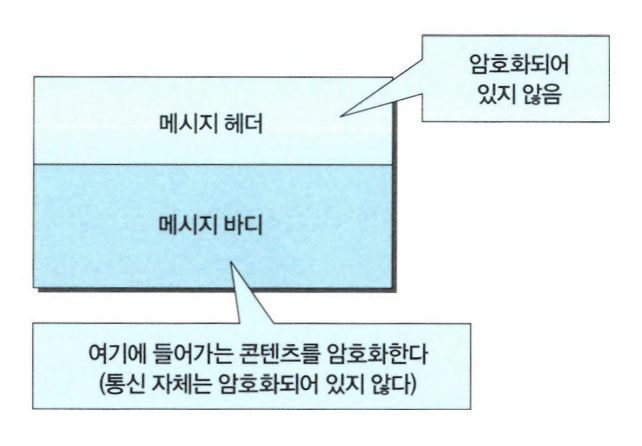 암호화되어
있지 않음
메시지 헤더
메시지 바디
여기에 들어가는 콘텐츠를 암호화한다
(통신 자체는 암호화되어 있지 않다)